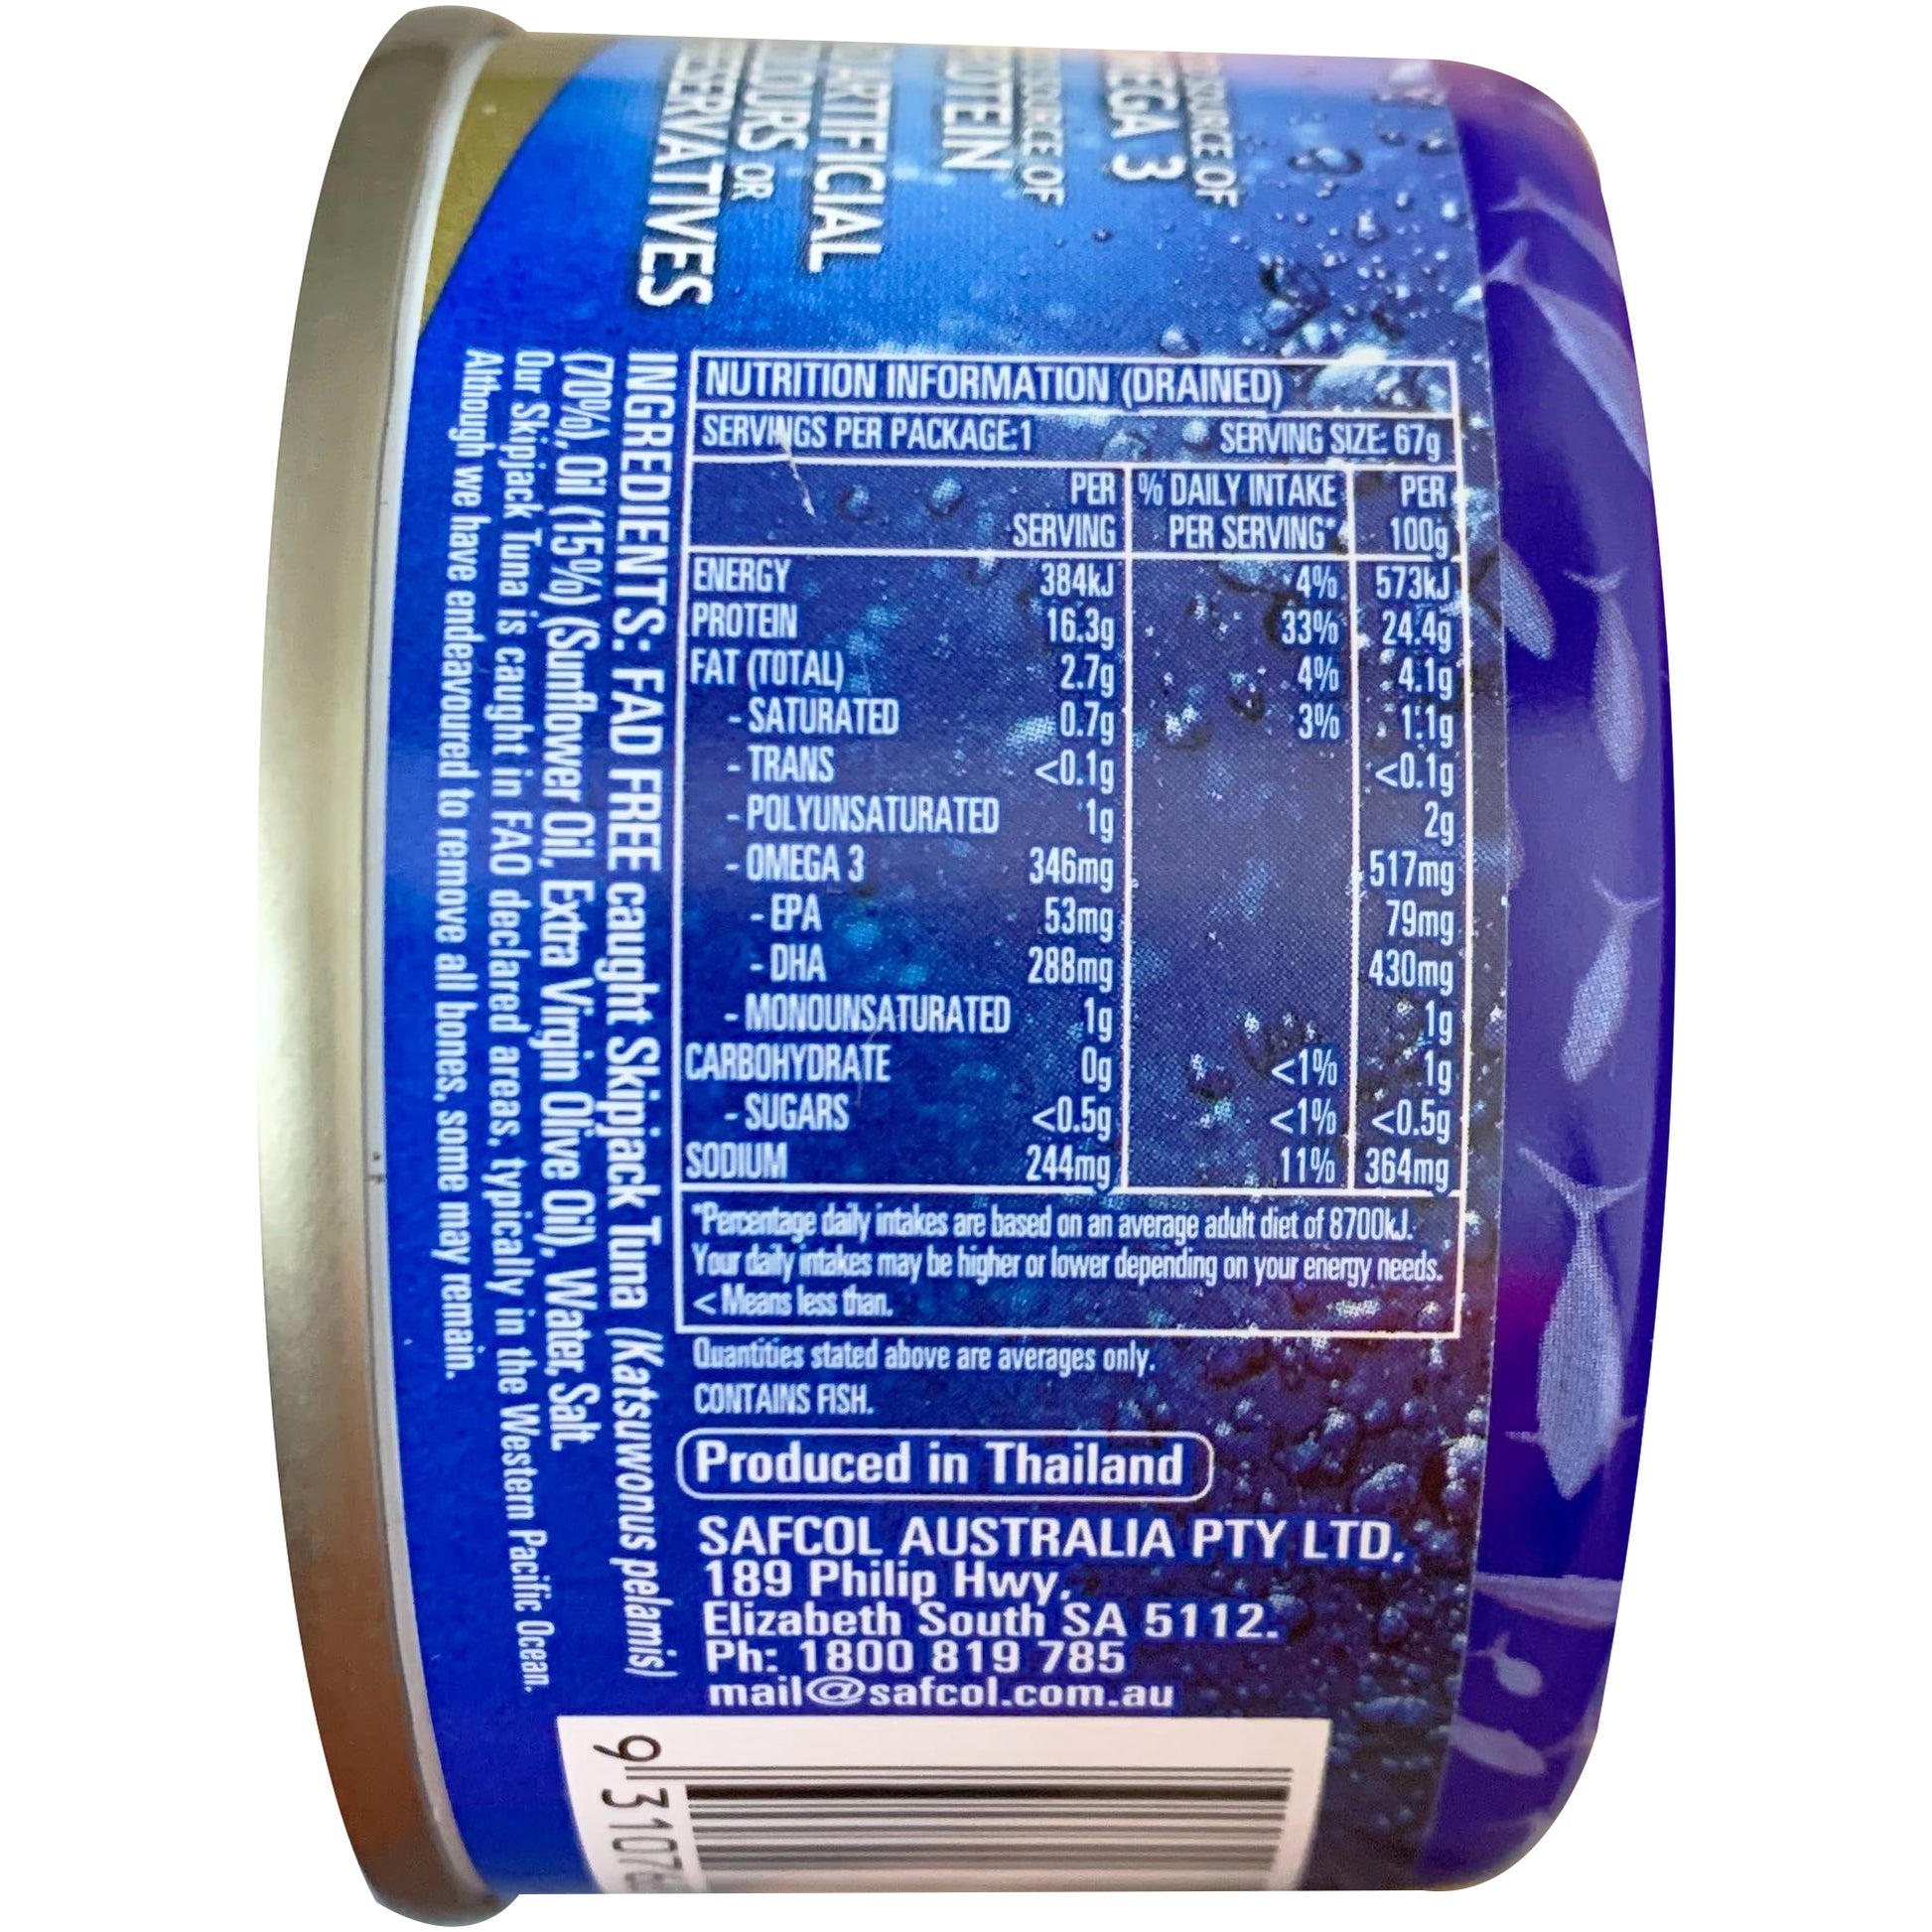 SOURCE OF
3
SOURCE OF
ARTIFICIAL
OR
NUTRITION INFORMATION (DRAINED)
SERVINGS PER PACKAGE:1 SERVING SIZE: 67g
PER SERVING % DAILY INTAKE PER SERVING* PER 100g
ENERGY 384kJ 4% 573kJ
PROTEIN 16.3g 33% 24.4g
FAT (TOTAL) 2.7g 4% 4.1g
- SATURATED 0.7g 3% 1.1g
- TRANS <0.1g <0.1g
- POLYUNSATURATED 1g 2g
- OMEGA 3 346mg 517mg
- EPA 53mg 79mg
- DHA 288mg 430mg
- MONOUNSATURATED 1g 1g
CARBOHYDRATE 0g <1% 1g
- SUGARS <0.5g <1% <0.5g
SODIUM 244mg 11% 364mg
*Percentage daily intakes are based on an average adult diet of 8700kJ.
Your daily intakes may be higher or lower depending on your energy needs.
< Means less than.
Quantities stated above are averages only.
CONTAINS FISH.
Produced in Thailand
SAFCOL AUSTRALIA PTY LTD.
189 Philip Hwy,
Elizabeth South SA 5112.
Ph: 1800 819 785
mail@safcol.com.au
INGREDIENTS: FAD FREE caught Skipjack Tuna (Katsuwonus pelamis)
(70%), Oil (15%) (Sunflower Oil, Extra Virgin Olive Oil), Water, Salt.
Our Skipjack Tuna is caught in FAO declared areas, typically in the Western Pacific Ocean.
Although we have endeavoured to remove all bones, some may remain.
9 3107